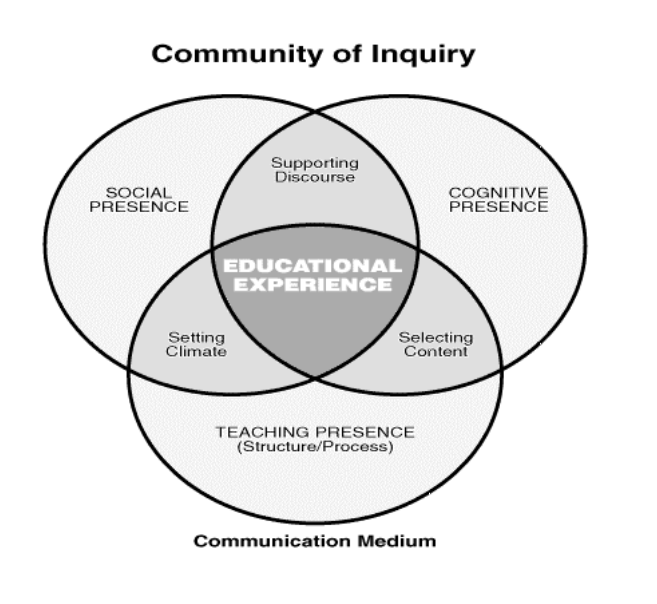 Community of Inquiry
Supporting
Discourse
SOCIAL
PRESENCE
COGNITIVE
PRESENCE
EDUCATIONAL
EXPERIENCE
Setting
Climate
Selecting
Content
TEACHING PRESENCE
(Structure/Process)
Communication Medium